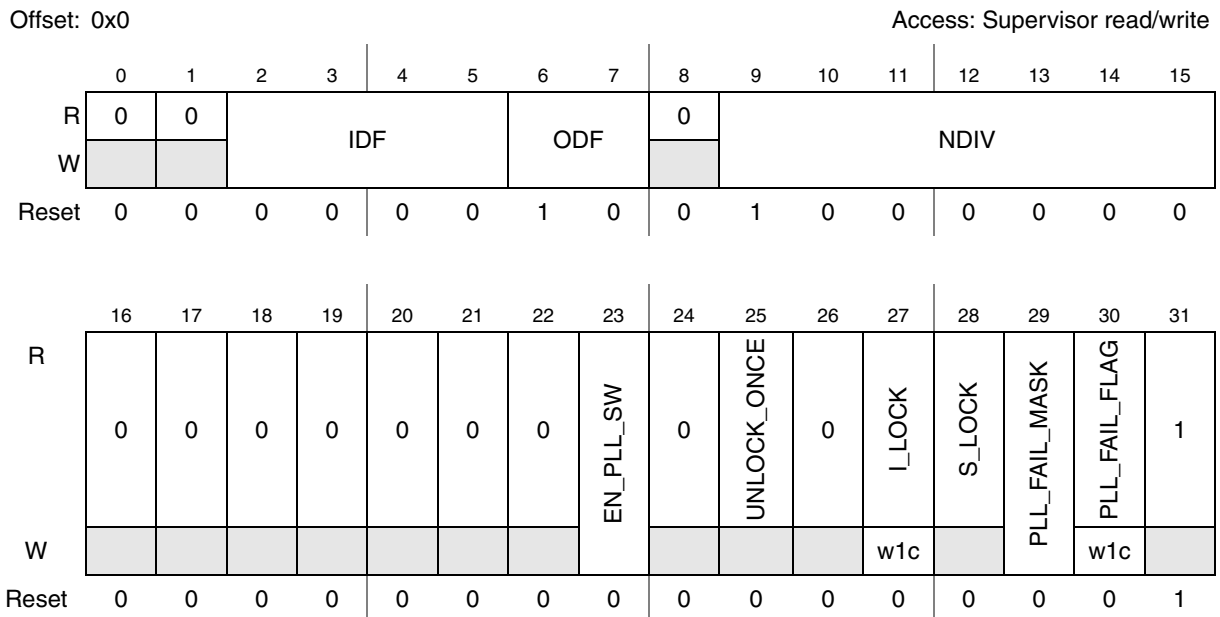 Offset: 0x0 Access: Supervisor read/write
0 1 2 3 4 5 6 7 8 9 10 11 12 13 14 15
R 0 0 IDF ODF 0 NDIV
W
Reset 0 0 0 0 0 0 1 0 0 1 0 0 0 0 0 0
16 17 18 19 20 21 22 23 24 25 26 27 28 29 30 31
R 0 0 0 0 0 0 0 EN_PLL_SW 0 UNLOCK_ONCE 0 I_LOCK S_LOCK PLL_FAIL_MASK PLL_FAIL_FLAG 1
W w1c w1c
Reset 0 0 0 0 0 0 0 0 0 0 0 0 0 0 0 1